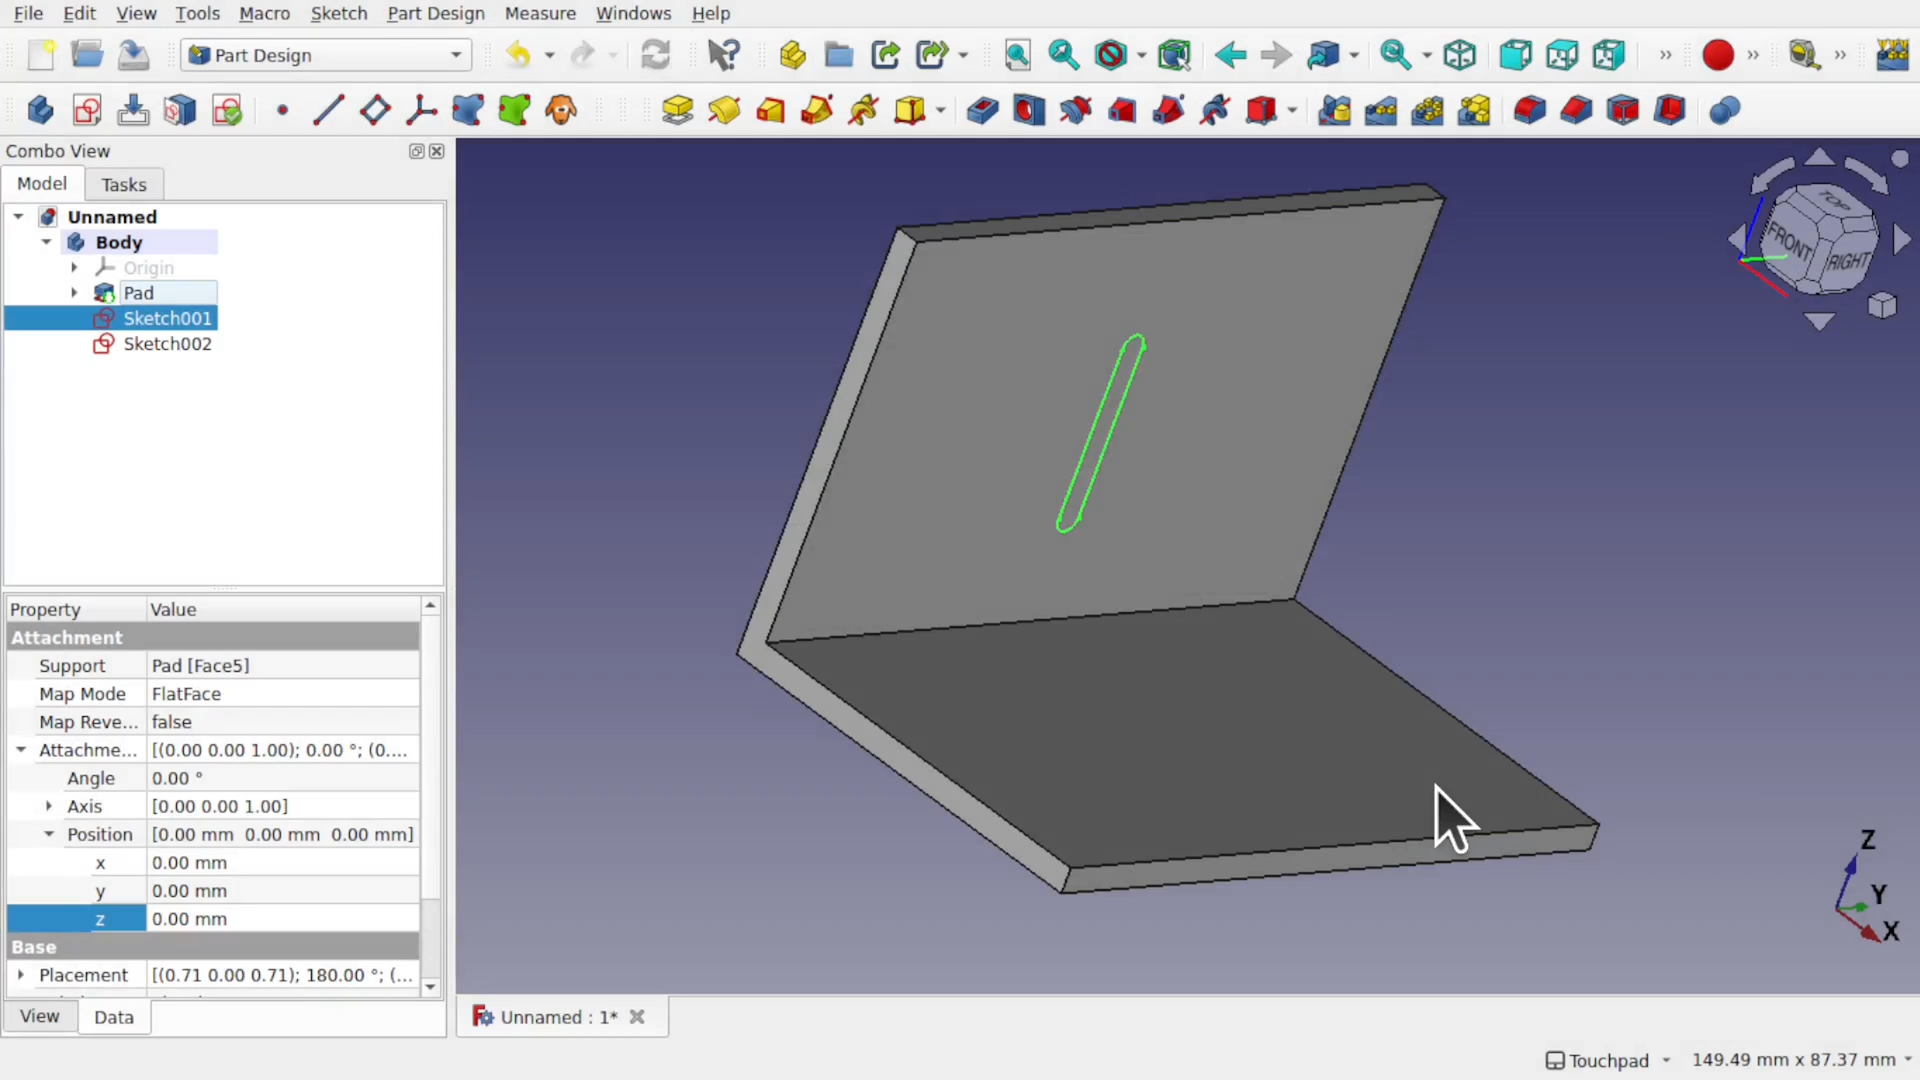 File Edit View Tools Macro Sketch Part Design Measure Windows Help
Part Design
Combo View
Model Tasks
Unnamed
Body
Origin
Pad
Sketch001
Sketch002
Property Value
Attachment
Support Pad [Face5]
Map Mode FlatFace
Map Reve... false
Attachme... [(0.00 0.00 1.00); 0.00 °; (0....
Angle 0.00 °
Axis [0.00 0.00 1.00]
Position [0.00 mm 0.00 mm 0.00 mm]
x 0.00 mm
y 0.00 mm
z 0.00 mm
Base
Placement [(0.71 0.00 0.71); 180.00 °; (...
View Data
TOP
FRONT
RIGHT
Z
Y
X
Unnamed : 1*
Touchpad 149.49 mm x 87.37 mm